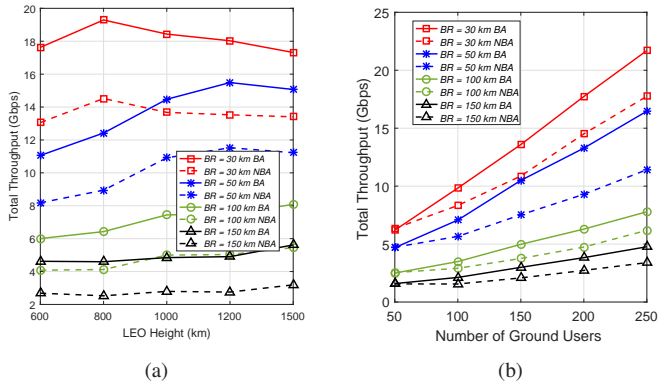 20
18
16
14
12
10
8
6
4
2
Total Throughput (Gbps)
BR = 30 km BA
BR = 30 km NBA
BR = 50 km BA
BR = 50 km NBA
BR = 100 km BA
BR = 100 km NBA
BR = 150 km BA
BR = 150 km NBA
600 800 1000 1200 1500
LEO Height (km)
(a)
25
20
15
10
5
0
Total Throughput (Gbps)
BR = 30 km BA
BR = 30 km NBA
BR = 50 km BA
BR = 50 km NBA
BR = 100 km BA
BR = 100 km NBA
BR = 150 km BA
BR = 150 km NBA
50 100 150 200 250
Number of Ground Users
(b)